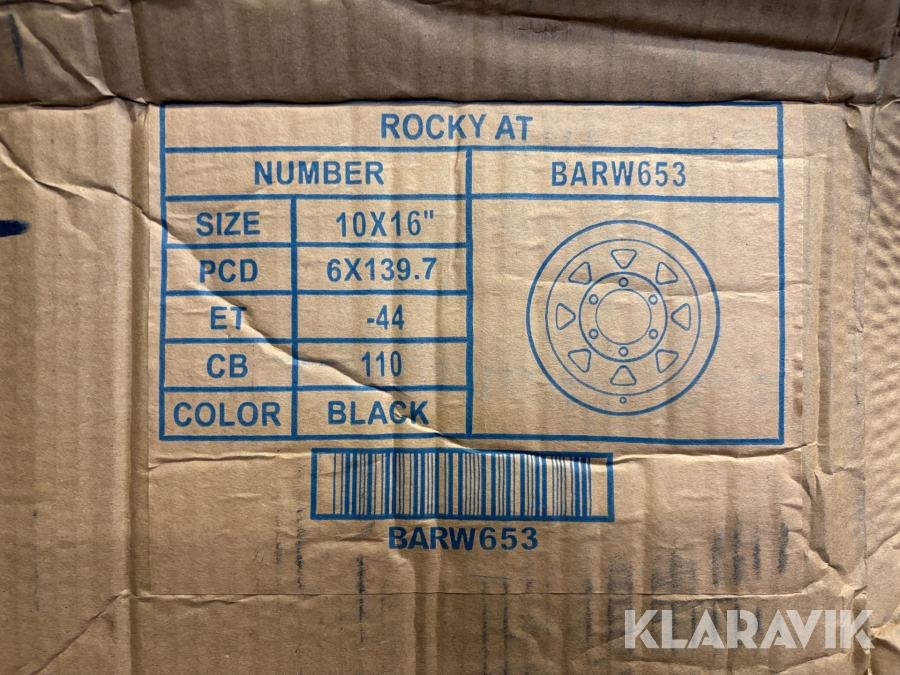 ROCKY AT
NUMBER BARW653
SIZE 10X16"
PCD 6X139.7
ET -44
CB 110
COLOR BLACK
BARW653
KLARAVIK